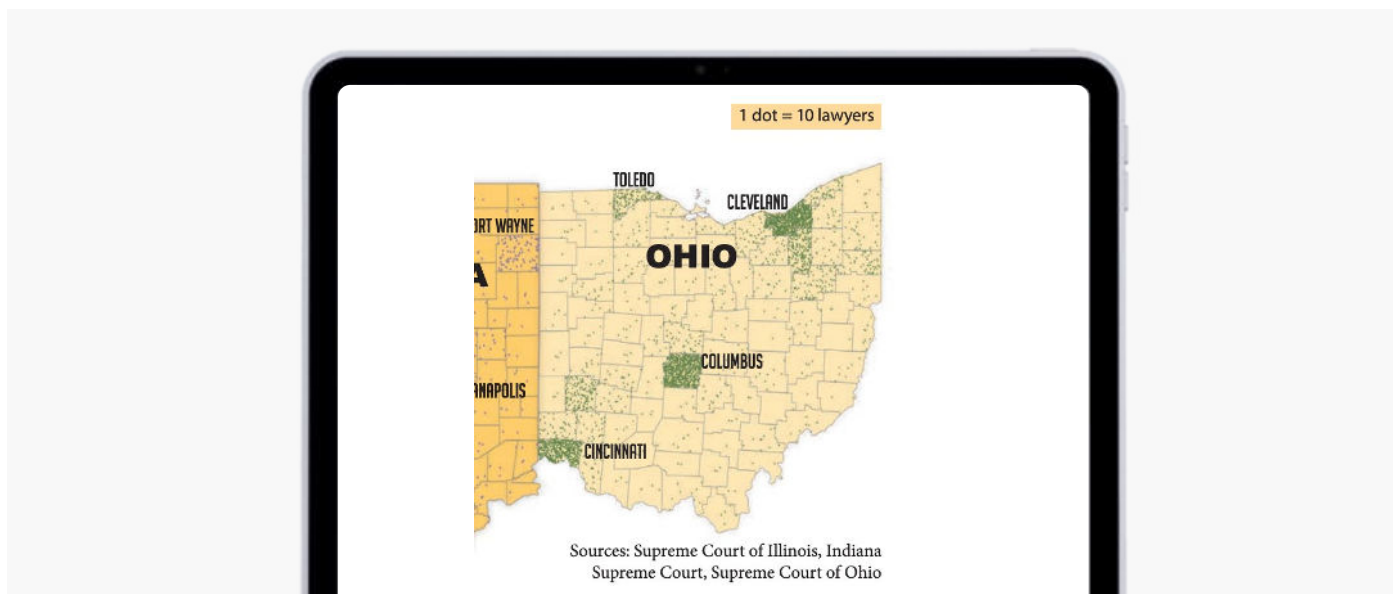 1 dot = 10 lawyers
TOLEDO
CLEVELAND
ORT WAYNE
OHIO
A
COLUMBUS
ANAPOLIS
CINCINNATI
Sources: Supreme Court of Illinois, Indiana
Supreme Court, Supreme Court of Ohio